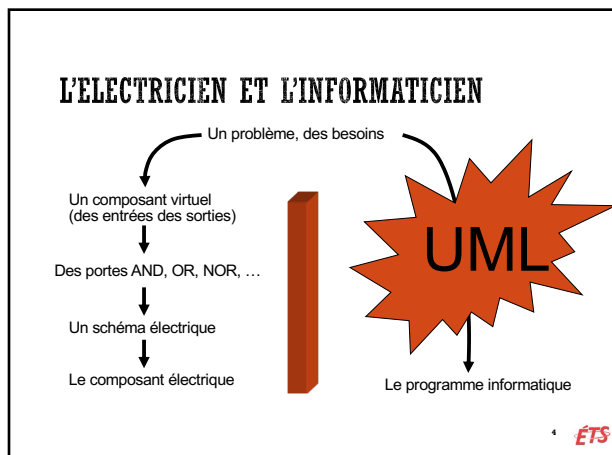 L'ELECTRICIEN ET L'INFORMATICIEN
Un problème, des besoins
Un composant virtuel
(des entrées des sorties)
Des portes AND, OR, NOR, …
Un schéma électrique
Le composant électrique
UML
Le programme informatique
4
ÉTS